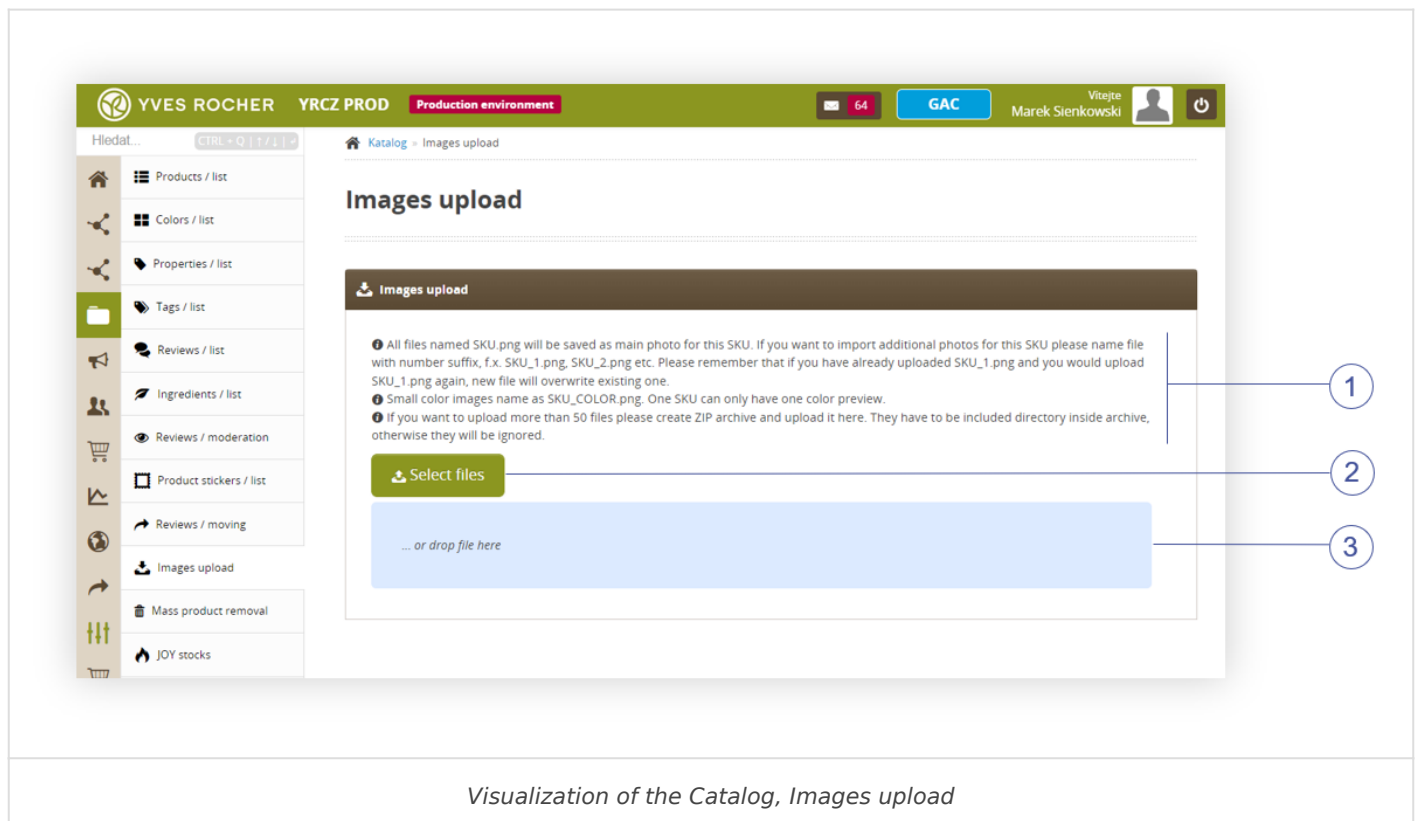 YVES ROCHER YRCZ PROD Production environment 64 GAC Vitejte
Marek Sienkowski
Hledat... CTRL + Q | ↑ / ↓ |
Katalog » Images upload
Products / list
Colors / list
Properties / list
Tags / list
Reviews / list
Ingredients / list
Reviews / moderation
Product stickers / list
Reviews / moving
Images upload
Mass product removal
JOY stocks
Images upload
Images upload
All files named SKU.png will be saved as main photo for this SKU. If you want to import additional photos for this SKU please name file
with number suffix, f.x. SKU_1.png, SKU_2.png etc. Please remember that if you have already uploaded SKU_1.png and you would upload
SKU_1.png again, new file will overwrite existing one.
Small color images name as SKU_COLOR.png. One SKU can only have one color preview.
If you want to upload more than 50 files please create ZIP archive and upload it here. They have to be included directory inside archive,
otherwise they will be ignored.
Select files
... or drop file here
1
2
3
Visualization of the Catalog, Images upload